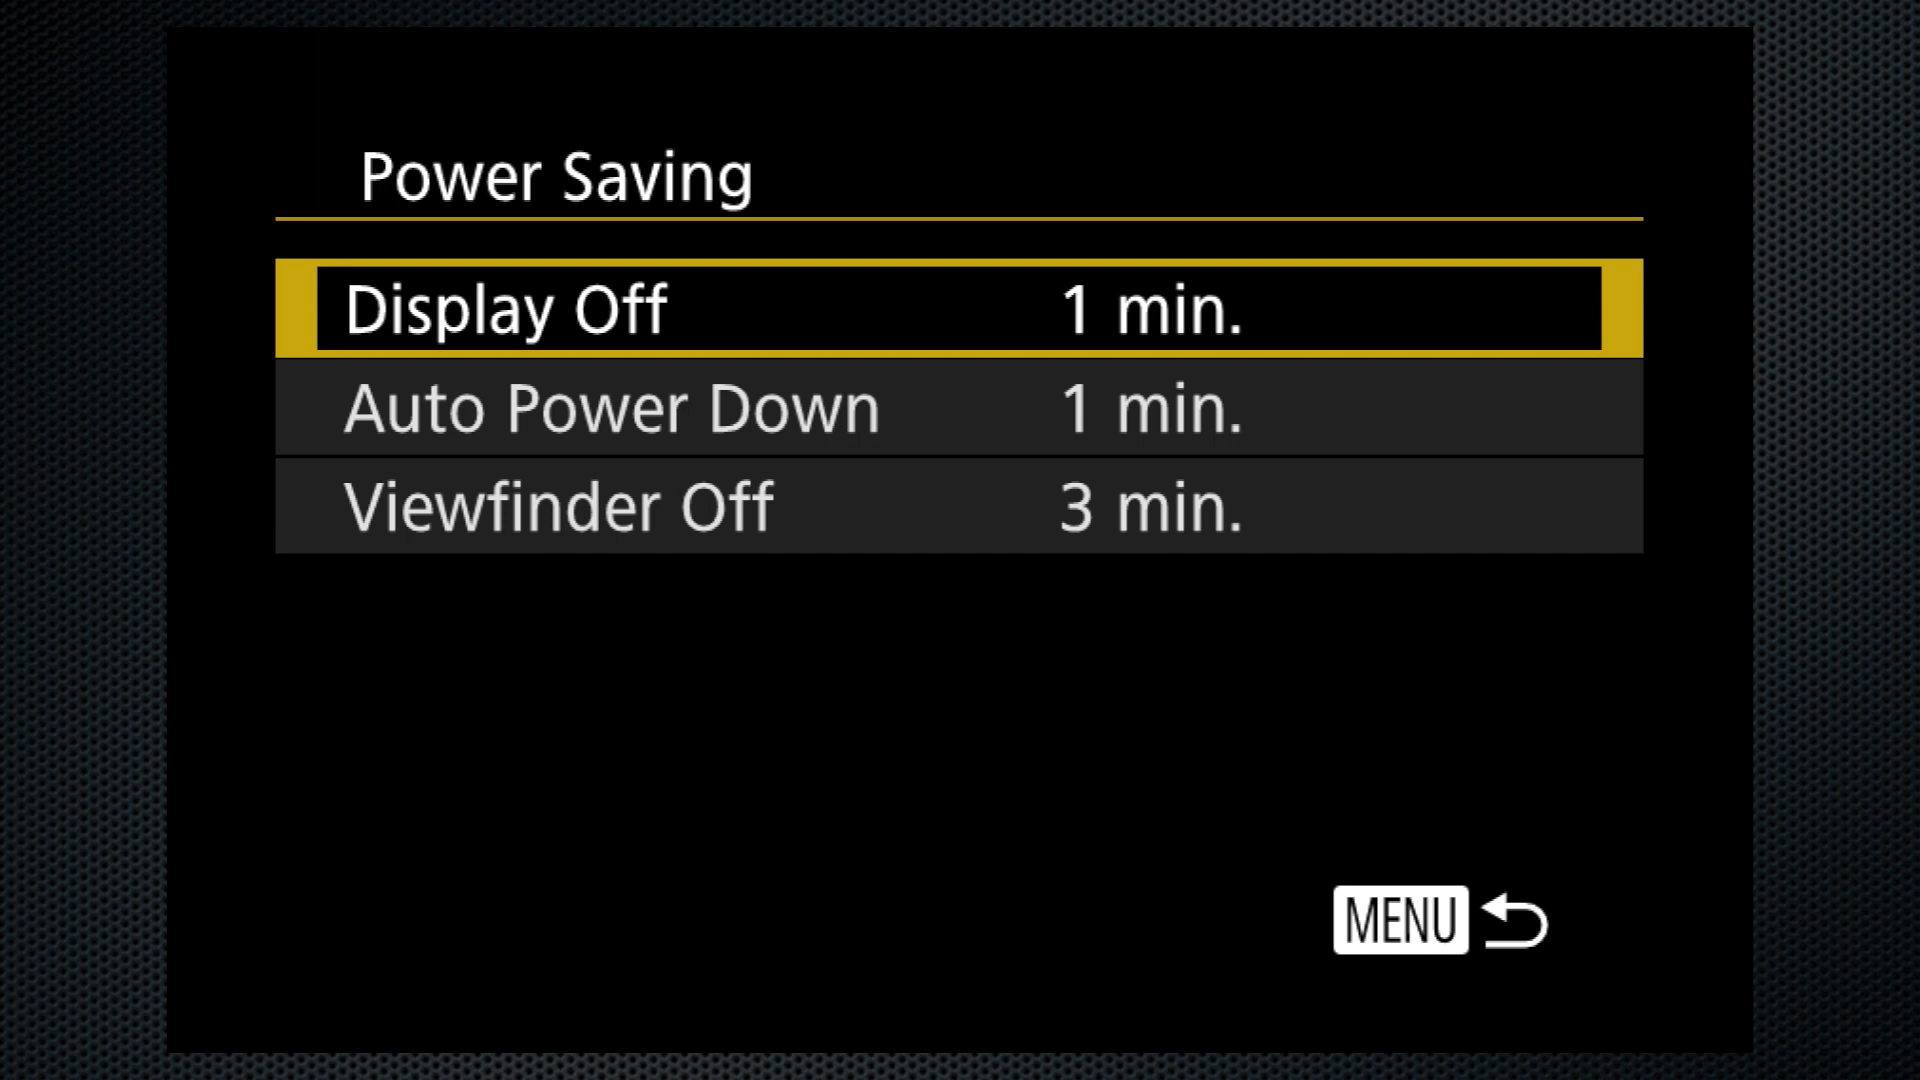 Power Saving
Display Off 1 min.
Auto Power Down 1 min.
Viewfinder Off 3 min.
MENU